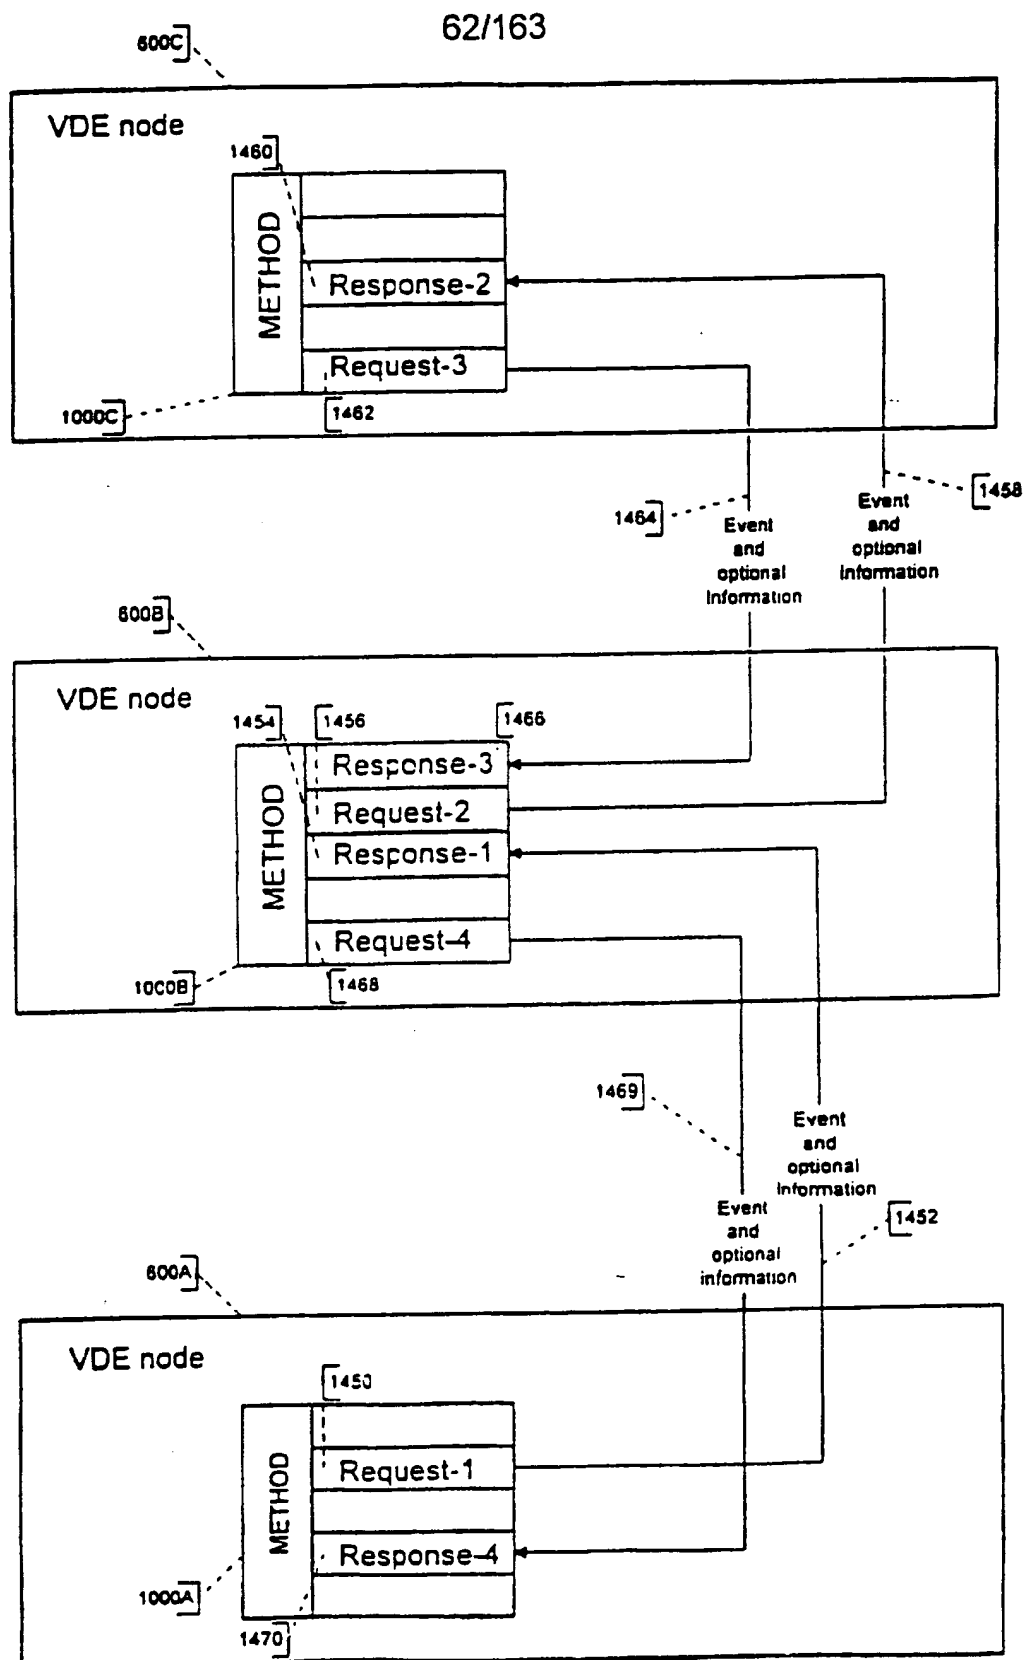 62/163
600C
VDE node
1460
METHOD
Response-2
Request-3
1000C
1462
1464
1458
Event
and
optional
Information
Event
and
optional
Information
600B
VDE node
1454
1456
1466
METHOD
Response-3
Request-2
Response-1
Request-4
1000B
1468
1469
Event
and
optional
Information
1452
Event
and
optional
information
600A
VDE node
1450
METHOD
Request-1
Response-4
1000A
1470